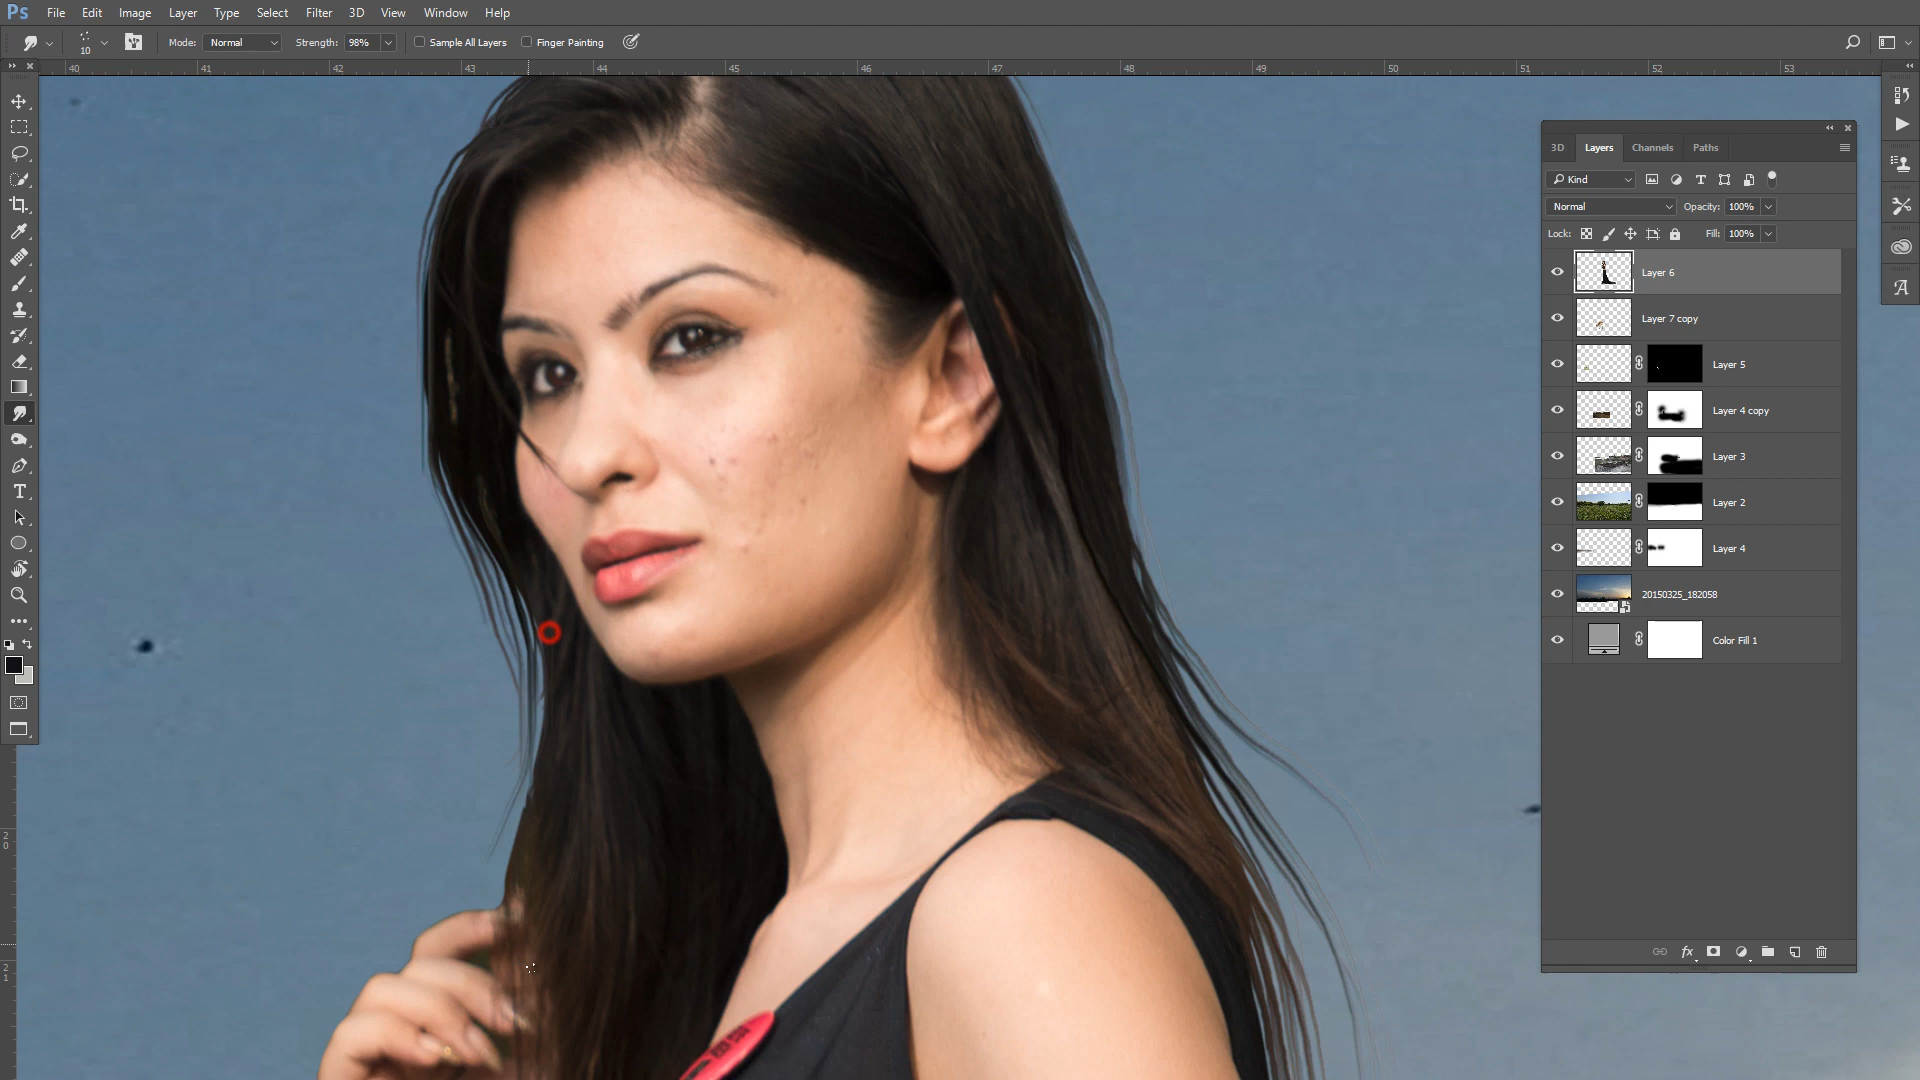 Ps File Edit Image Layer Type Select Filter 3D View Window Help
10 Mode: Normal Strength: 98% Sample All Layers Finger Painting
40 41 42 43 44 45 46 47 48 49 50 51 52 53
3D Layers Channels Paths
Kind
Normal Opacity: 100%
Lock: Fill: 100%
Layer 6
Layer 7 copy
Layer 5
Layer 4 copy
Layer 3
Layer 2
Layer 4
20150325_182058
Color Fill 1
fx
20
21